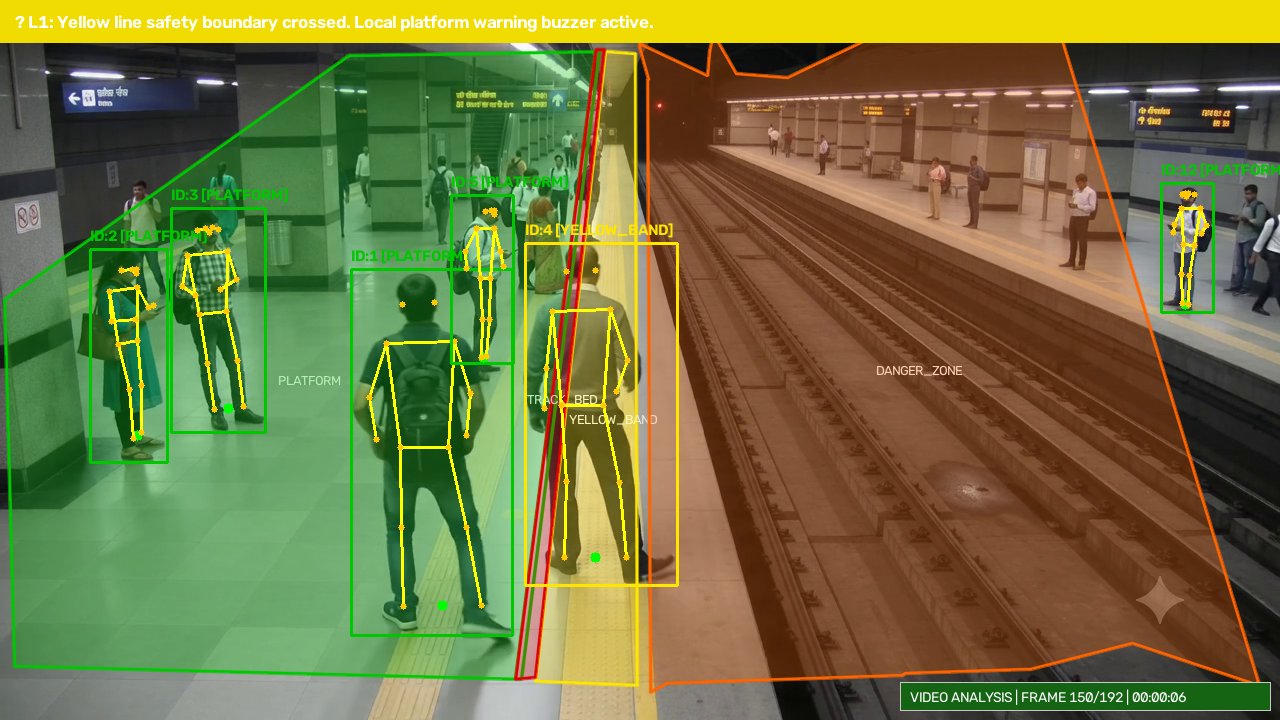 ? L1: Yellow line safety boundary crossed. Local platform warning buzzer active.
ID:3 [PLATFORM]
ID:5 [PLATFORM]
ID:10 [PLATFORM
ID:2 [PLATFORM]
ID:4 [YELLOW_BAND]
ID:1 [PLATFORM]
PLATFORM
DANGER_ZONE
TRACK_BED
YELLOW_BAND
VIDEO ANALYSIS | FRAME 150/192 | 00:00:06